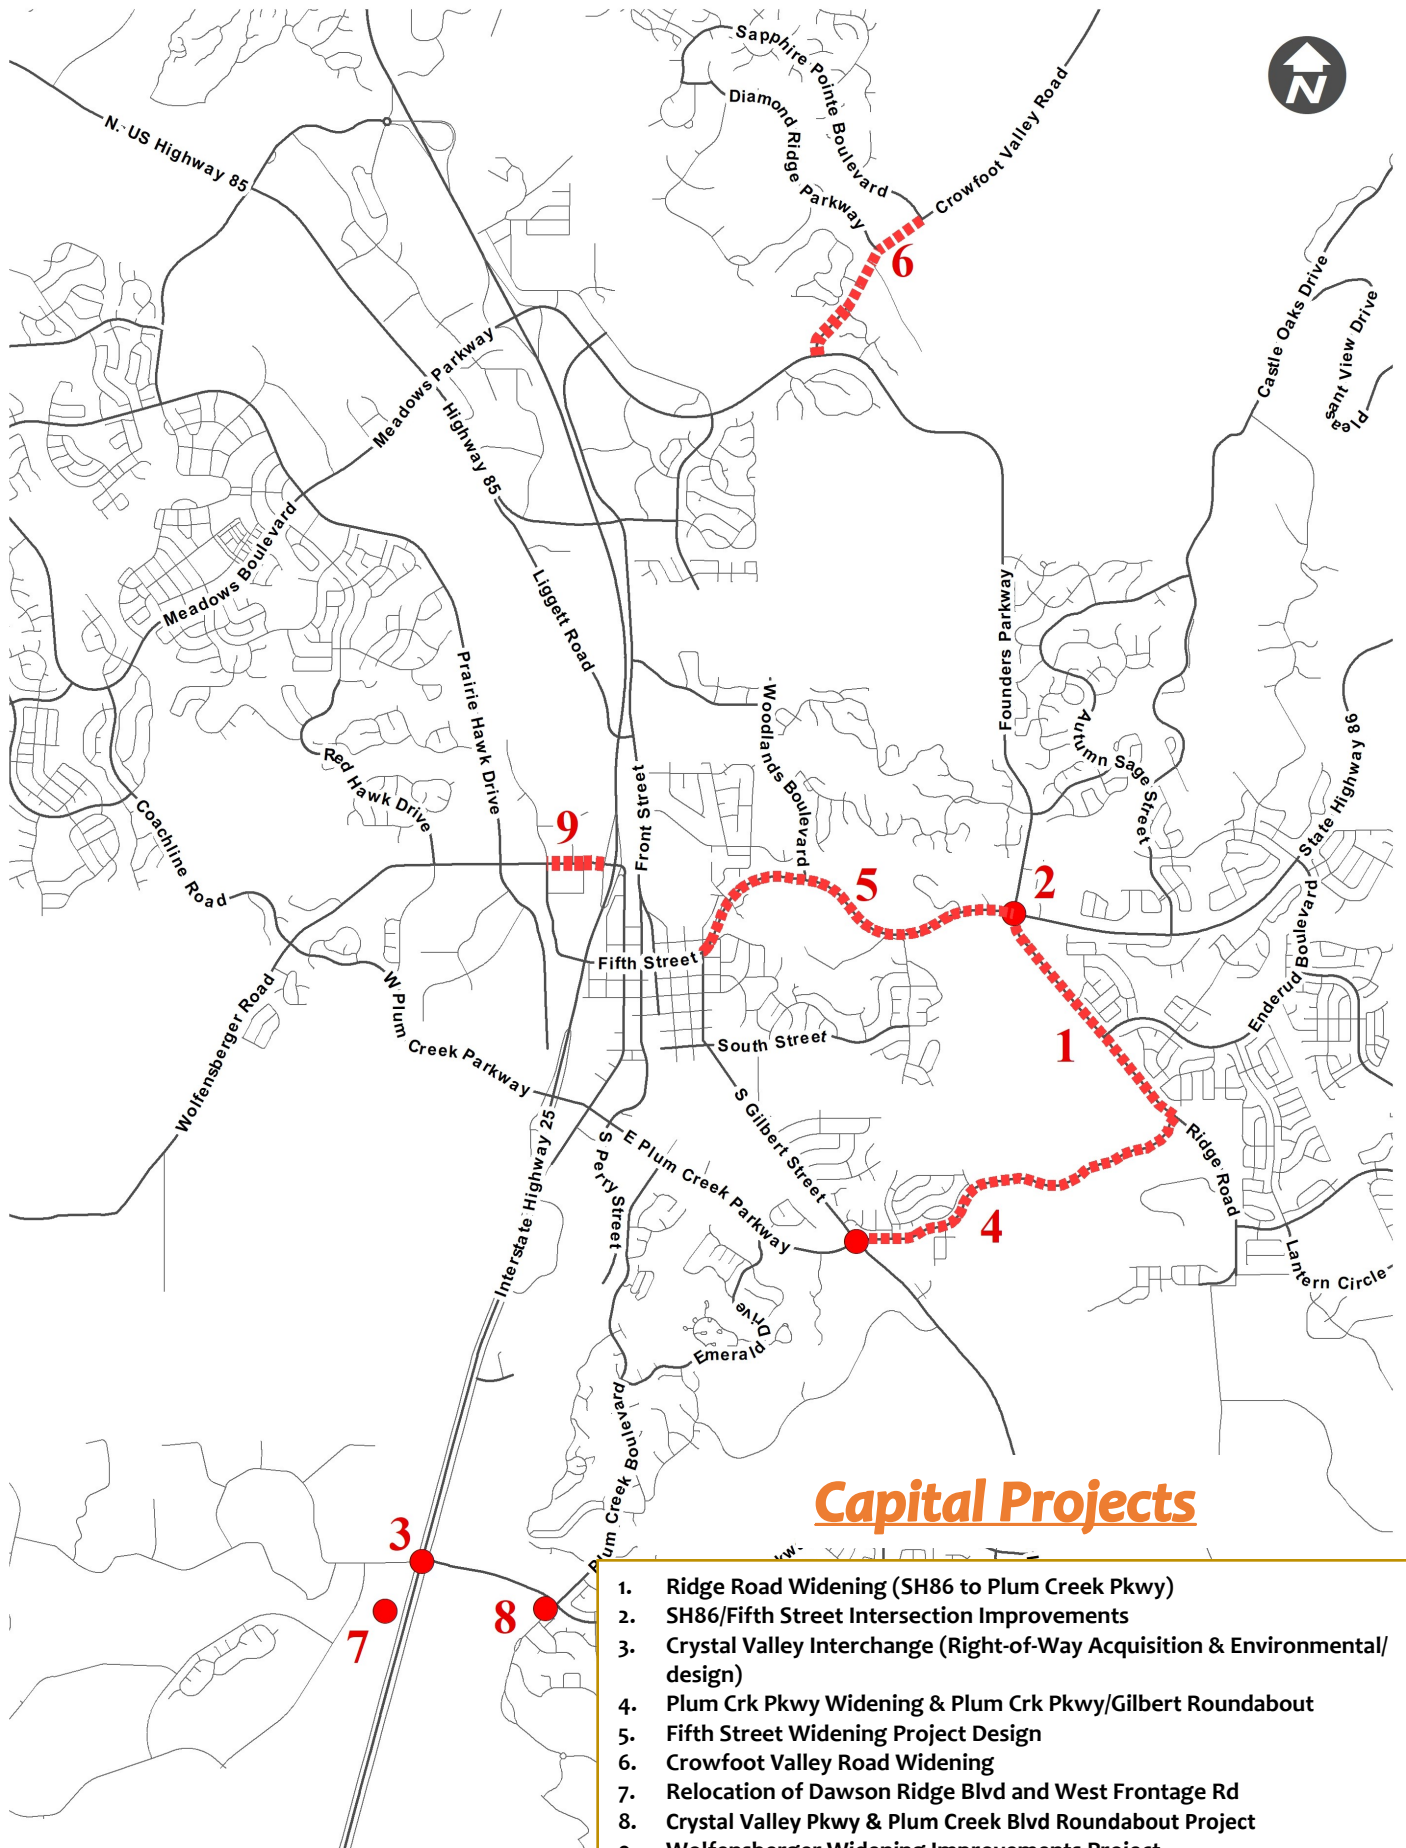 N
Sapphire Pointe Boulevard
Diamond Ridge Parkway
Crowfoot Valley Road
N. US Highway 85
6
Castle Oaks Drive
Pleasant View Drive
Meadows Parkway
Highway 85
Meadows Boulevard
Liggett Road
Founders Parkway
Prairie Hawk Drive
Woodlands Boulevard
Autumn Sage Street
State Highway 86
Red Hawk Drive
Front Street
Coachline Road
9
5
2
Fifth Street
Enderud Boulevard
Wolfensberger Road
W Plum Creek Parkway
South Street
1
S Gilbert Street
Interstate Highway 25
S Perry Street
E Plum Creek Parkway
Ridge Road
4
Lantern Circle
Emerald Drive
Plum Creek Boulevard
3
7
8
Capital Projects
1. Ridge Road Widening (SH86 to Plum Creek Pkwy)
2. SH86/Fifth Street Intersection Improvements
3. Crystal Valley Interchange (Right-of-Way Acquisition & Environmental/
design)
4. Plum Crk Pkwy Widening & Plum Crk Pkwy/Gilbert Roundabout
5. Fifth Street Widening Project Design
6. Crowfoot Valley Road Widening
7. Relocation of Dawson Ridge Blvd and West Frontage Rd
8. Crystal Valley Pkwy & Plum Creek Blvd Roundabout Project
9. Wolfensberger Widening Improvements Project